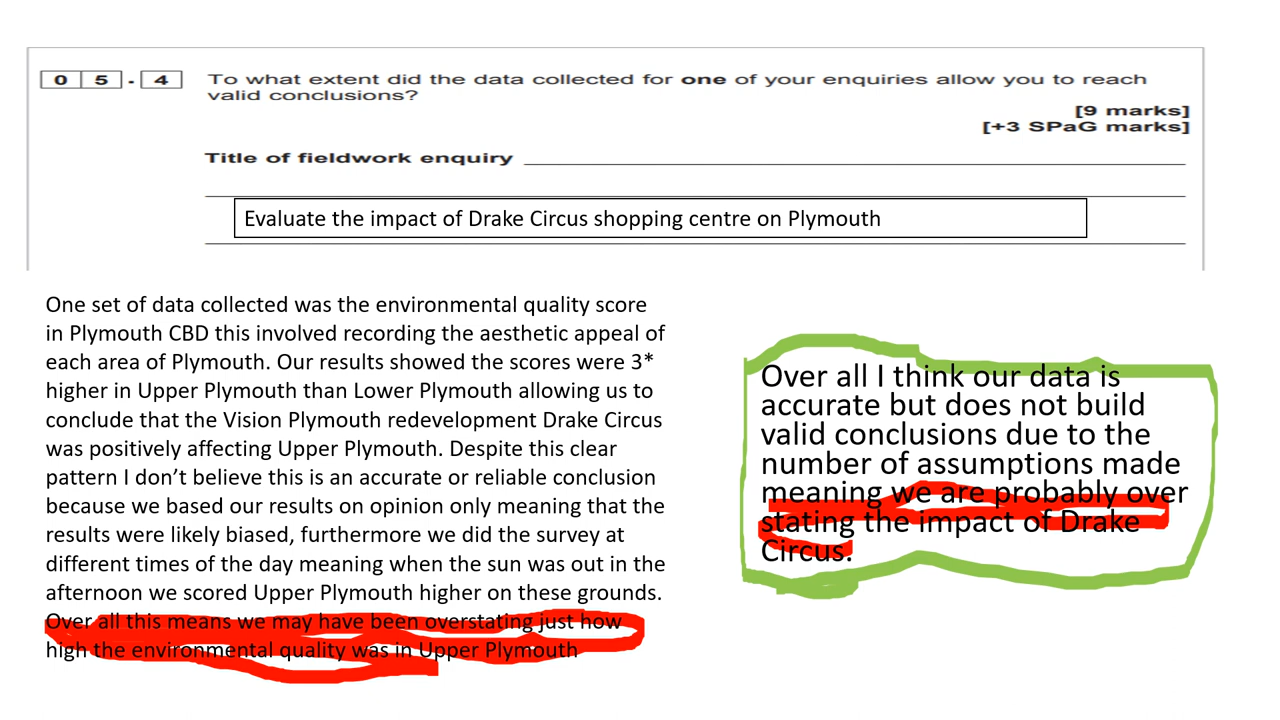 0 5 . 4
To what extent did the data collected for one of your enquiries allow you to reach
valid conclusions?
[9 marks]
[+3 SPaG marks]
Title of fieldwork enquiry
Evaluate the impact of Drake Circus shopping centre on Plymouth
One set of data collected was the environmental quality score
in Plymouth CBD this involved recording the aesthetic appeal of
each area of Plymouth. Our results showed the scores were 3*
higher in Upper Plymouth than Lower Plymouth allowing us to
conclude that the Vision Plymouth redevelopment Drake Circus
was positively affecting Upper Plymouth. Despite this clear
pattern I don’t believe this is an accurate or reliable conclusion
because we based our results on opinion only meaning that the
results were likely biased, furthermore we did the survey at
different times of the day meaning when the sun was out in the
afternoon we scored Upper Plymouth higher on these grounds.
Over all this means we may have been overstating just how
high the environmental quality was in Upper Plymouth
Over all I think our data is
accurate but does not build
valid conclusions due to the
number of assumptions made
meaning we are probably over
stating the impact of Drake
Circus.